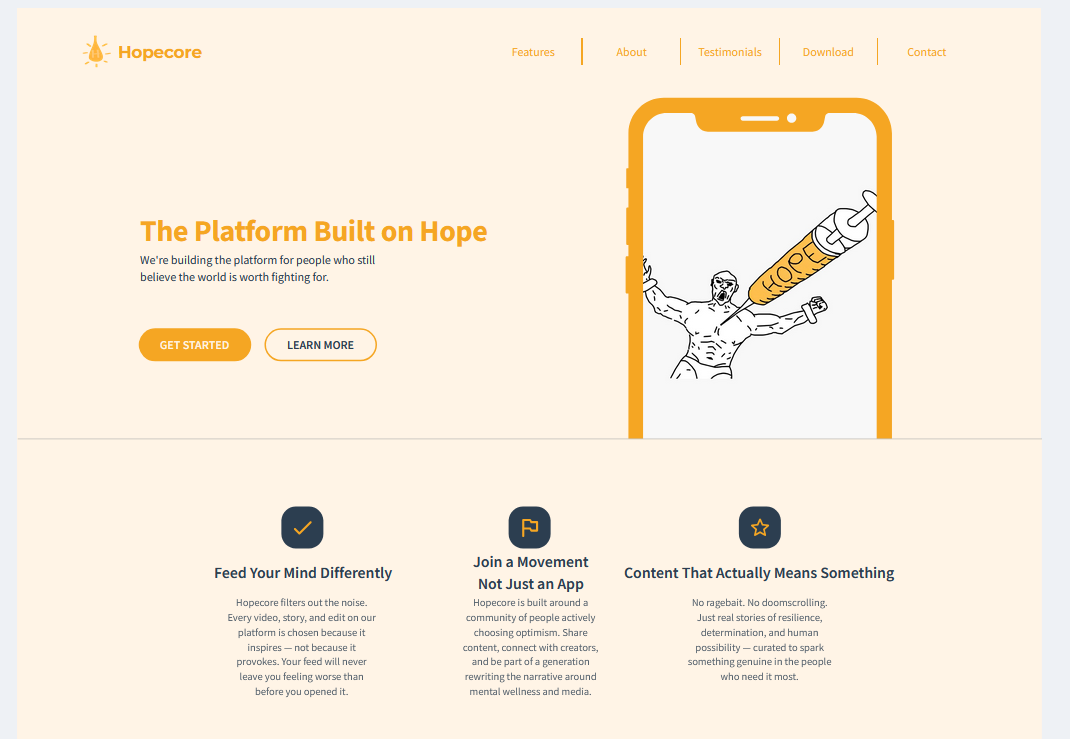 Hopecore
Features
About
Testimonials
Download
Contact
The Platform Built on Hope
We're building the platform for people who still
believe the world is worth fighting for.
GET STARTED
LEARN MORE
HOPE
Feed Your Mind Differently
Hopecore filters out the noise.
Every video, story, and edit on our
platform is chosen because it
inspires — not because it
provokes. Your feed will never
leave you feeling worse than
before you opened it.
Join a Movement
Not Just an App
Hopecore is built around a
community of people actively
choosing optimism. Share
content, connect with creators,
and be part of a generation
rewriting the narrative around
mental wellness and media.
Content That Actually Means Something
No ragebait. No doomscrolling.
Just real stories of resilience,
determination, and human
possibility — curated to spark
something genuine in the people
who need it most.